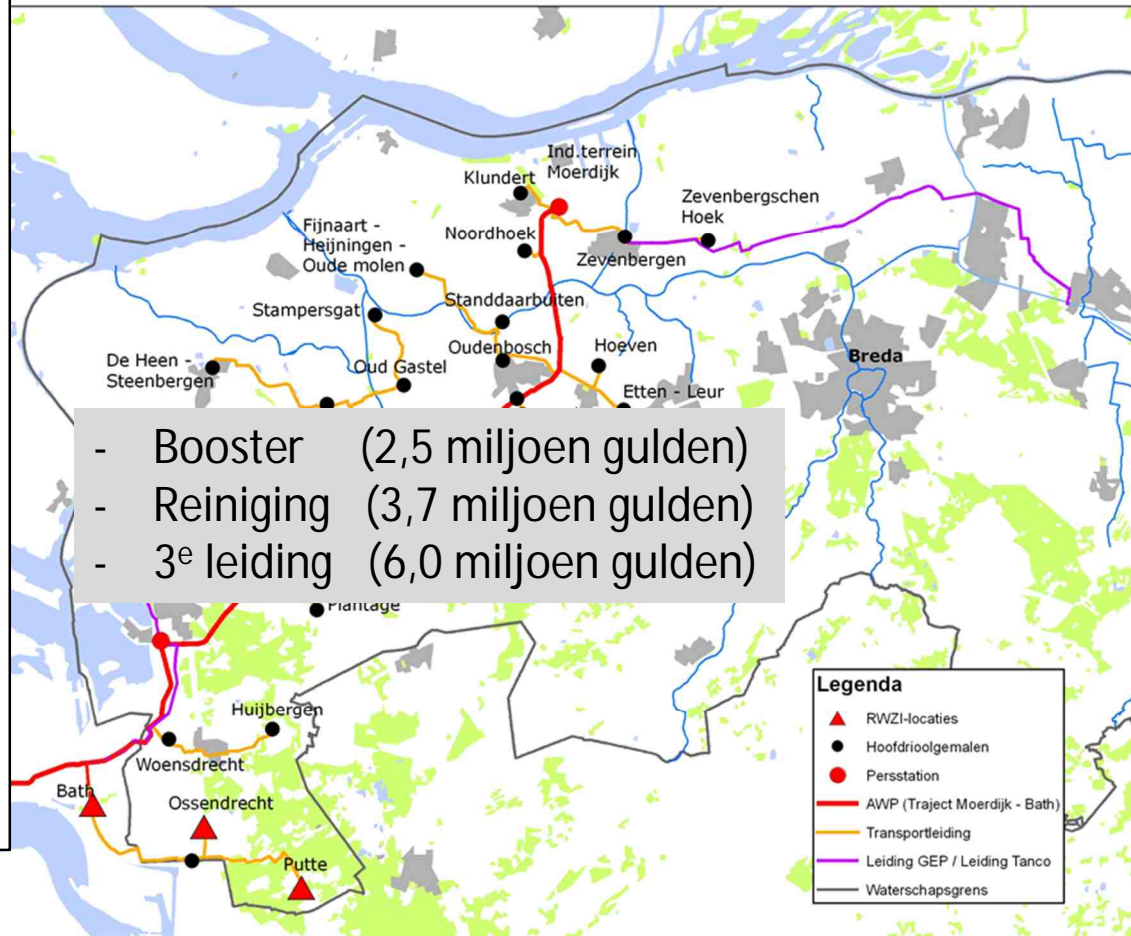 Ind.terrein
Moerdijk
Klundert
Zevenbergschen
Hoek
Fijnaart -
Heijningen -
Oude molen
Noordhoek
Zevenbergen
Stampersgat
Standdaarbuiten
De Heen -
Steenbergen
Oudenbosch
Hoeven
Breda
Oud Gastel
Etten - Leur
- Booster (2,5 miljoen gulden)
- Reiniging (3,7 miljoen gulden)
- 3e leiding (6,0 miljoen gulden)
Plantage
Huijbergen
Woensdrecht
Bath
Ossendrecht
Putte
Legenda
RWZI-locaties
Hoofdrioolgemalen
Persstation
AWP (Traject Moerdijk - Bath)
Transportleiding
Leiding GEP / Leiding Tanco
Waterschapsgrens